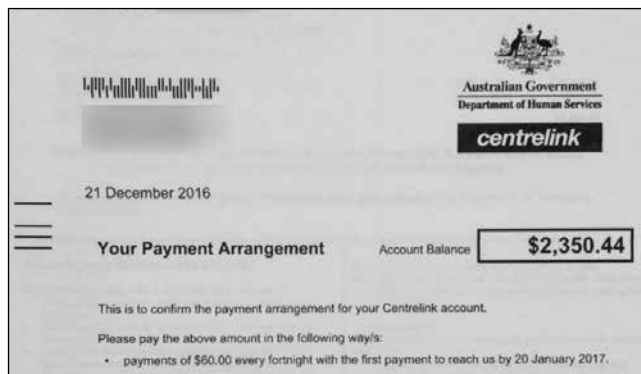 Australian Government
Department of Human Services
centrelink
21 December 2016
Your Payment Arrangement Account Balance $2,350.44
This is to confirm the payment arrangement for your Centrelink account.
Please pay the above amount in the following way/s:
• payments of $60.00 every fortnight with the first payment to reach us by 20 January 2017.